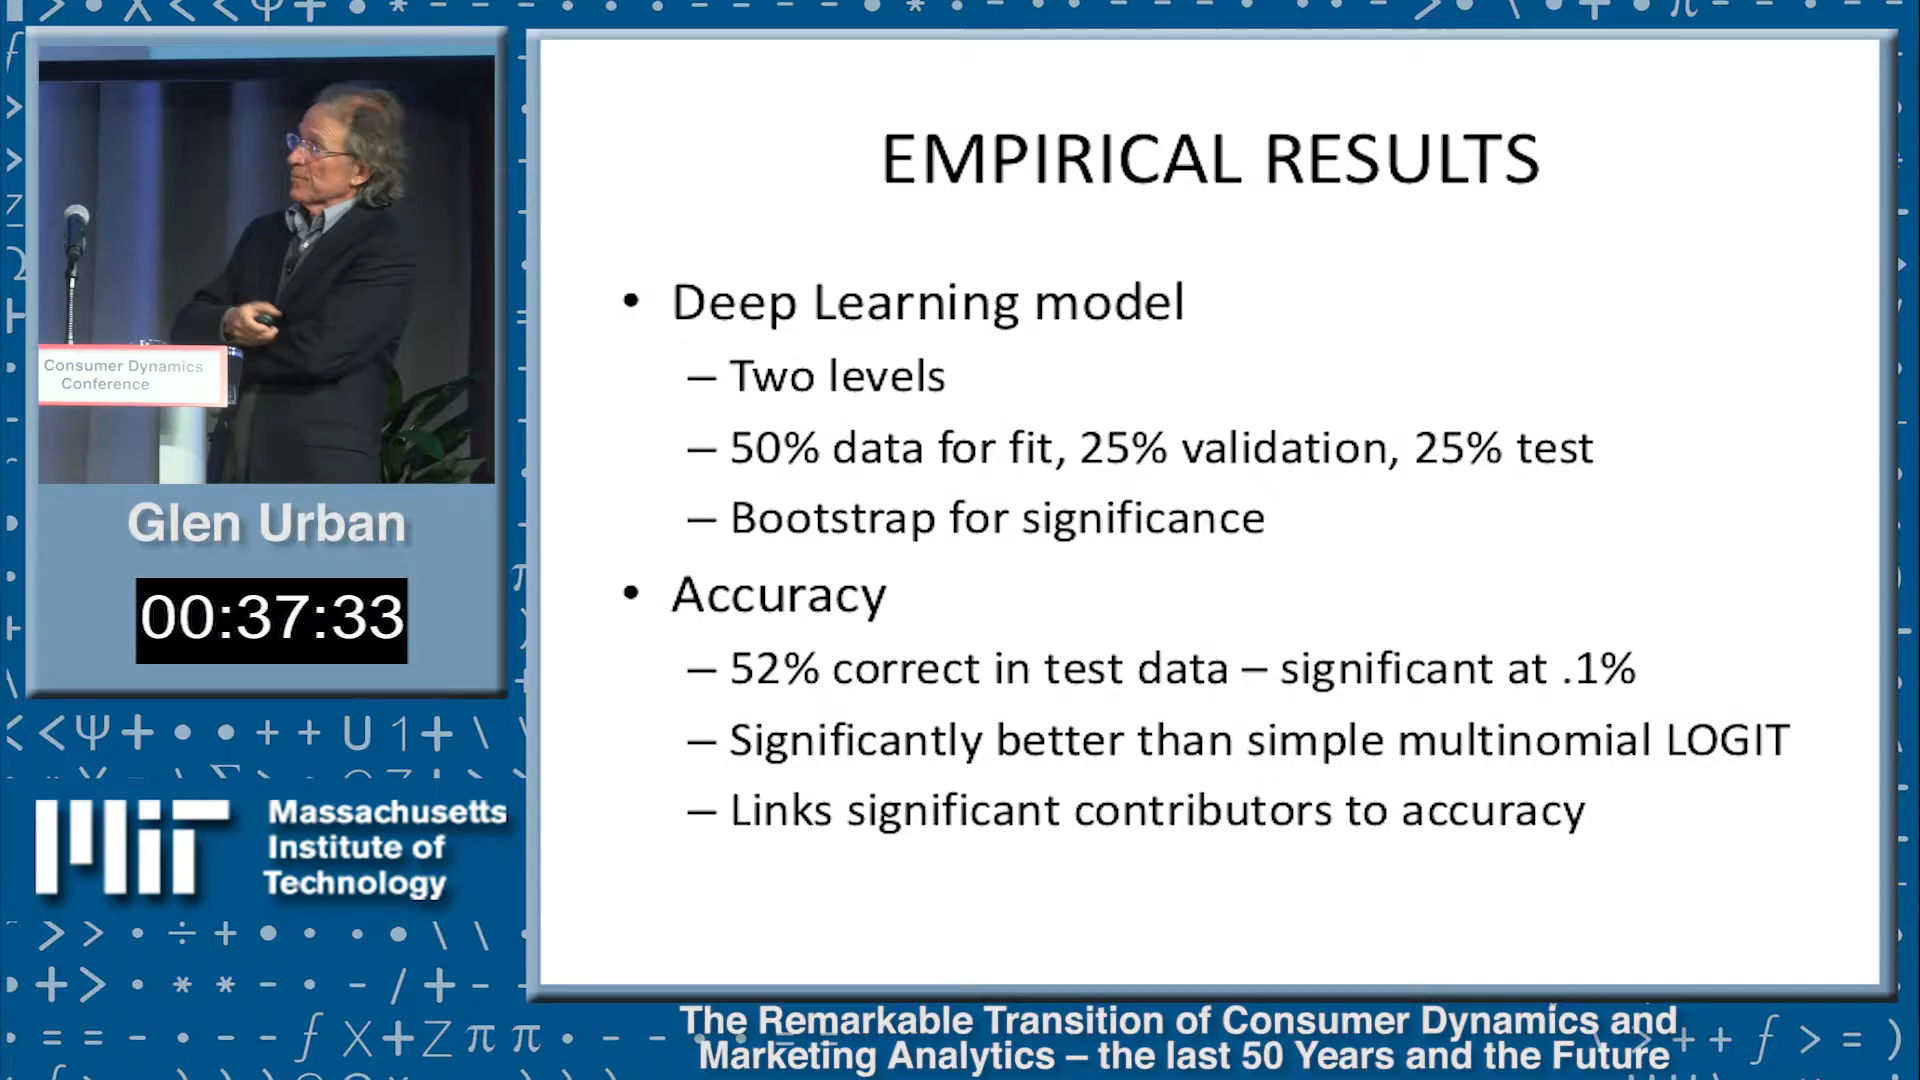 Consumer Dynamics
Conference
Glen Urban
00:37:33
MIT
Massachusetts
Institute of
Technology
EMPIRICAL RESULTS
• Deep Learning model
– Two levels
– 50% data for fit, 25% validation, 25% test
– Bootstrap for significance
• Accuracy
– 52% correct in test data – significant at .1%
– Significantly better than simple multinomial LOGIT
– Links significant contributors to accuracy
The Remarkable Transition of Consumer Dynamics and
Marketing Analytics – the last 50 Years and the Future